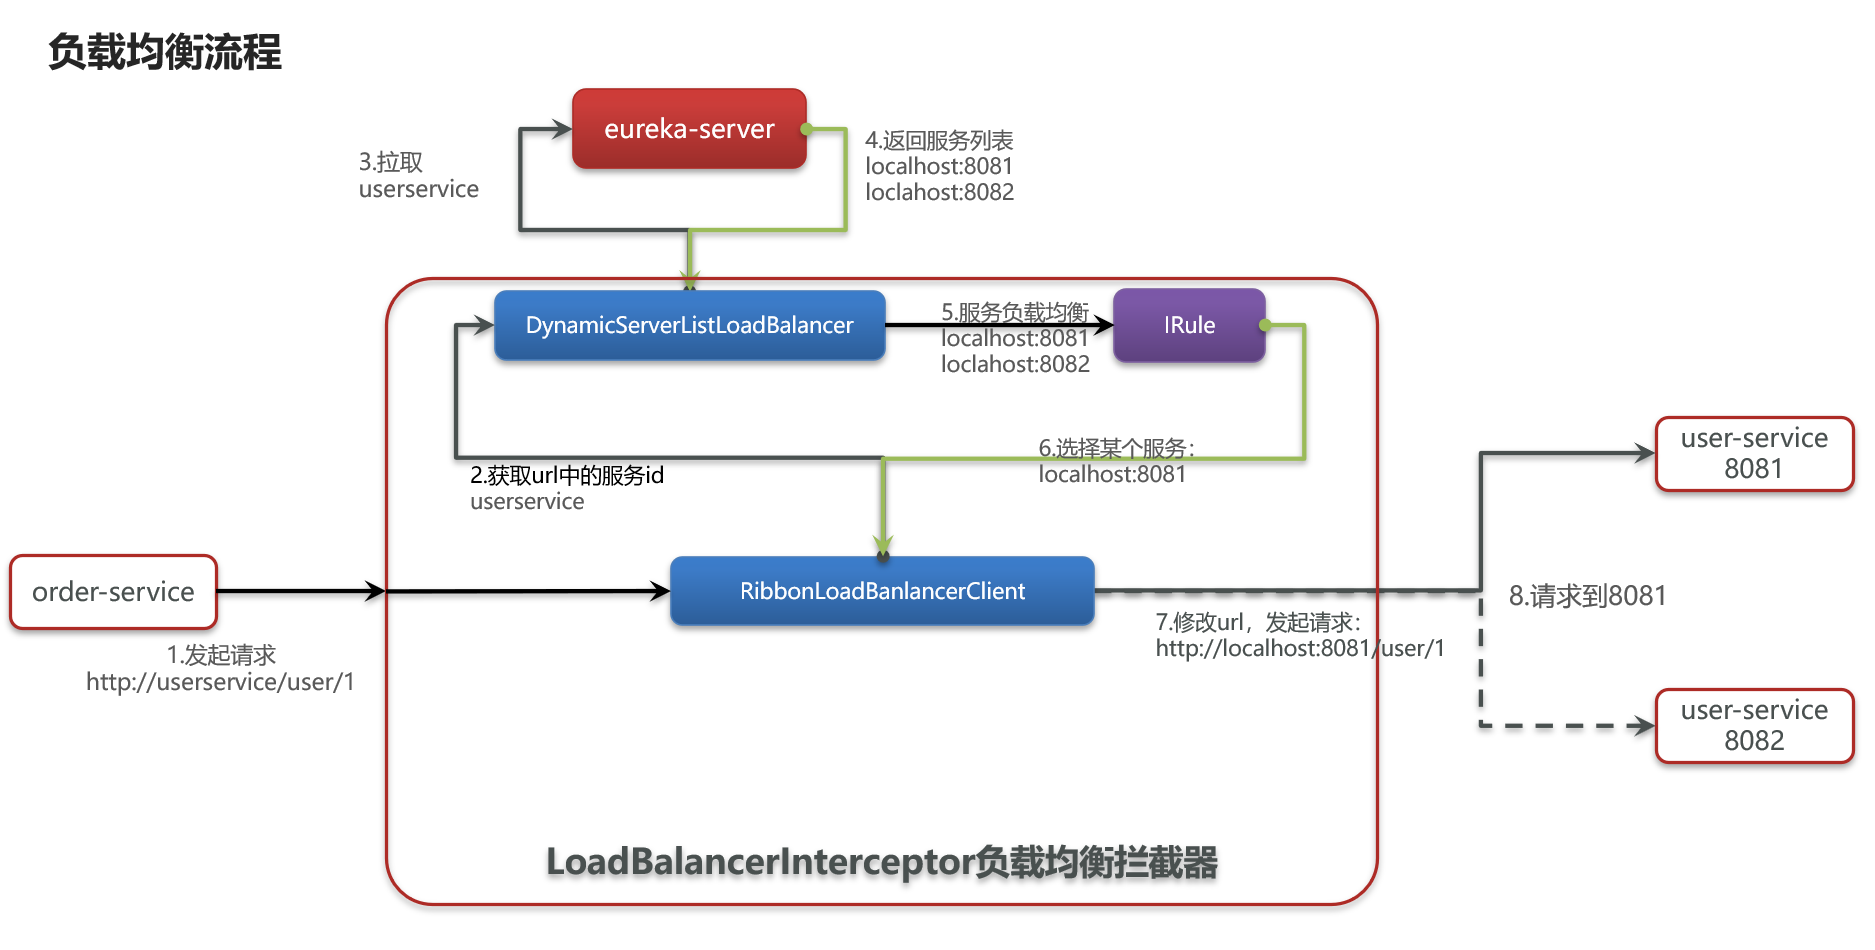 负载均衡流程
eureka-server
3.拉取
userservice
4.返回服务列表
localhost:8081
loclahost:8082
DynamicServerListLoadBalancer
5.服务负载均衡
localhost:8081
loclahost:8082
IRule
6.选择某个服务：
localhost:8081
2.获取url中的服务id
userservice
user-service
8081
order-service
RibbonLoadBanlancerClient
1.发起请求
http://userservice/user/1
7.修改url，发起请求：
http://localhost:8081/user/1
8.请求到8081
user-service
8082
LoadBalancerInterceptor负载均衡拦截器